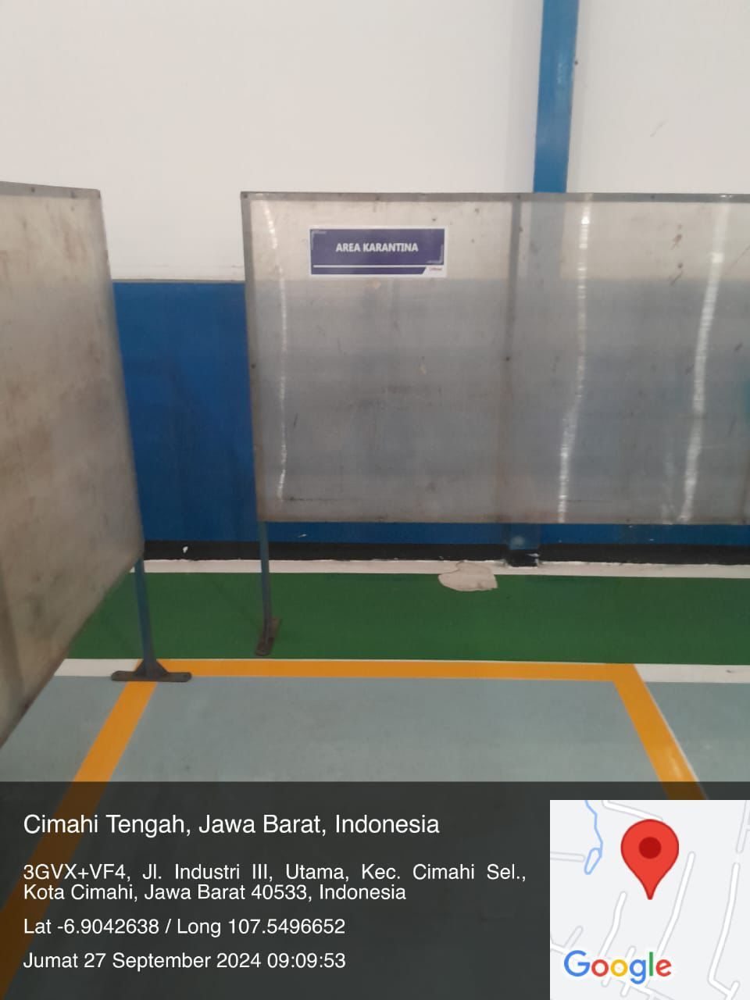 AREA KARANTINA
Cimahi Tengah, Jawa Barat, Indonesia
3GVX+VF4, Jl. Industri III, Utama, Kec. Cimahi Sel.,
Kota Cimahi, Jawa Barat 40533, Indonesia
Lat -6.9042638 / Long 107.5496652
Jumat 27 September 2024 09:09:53
Google